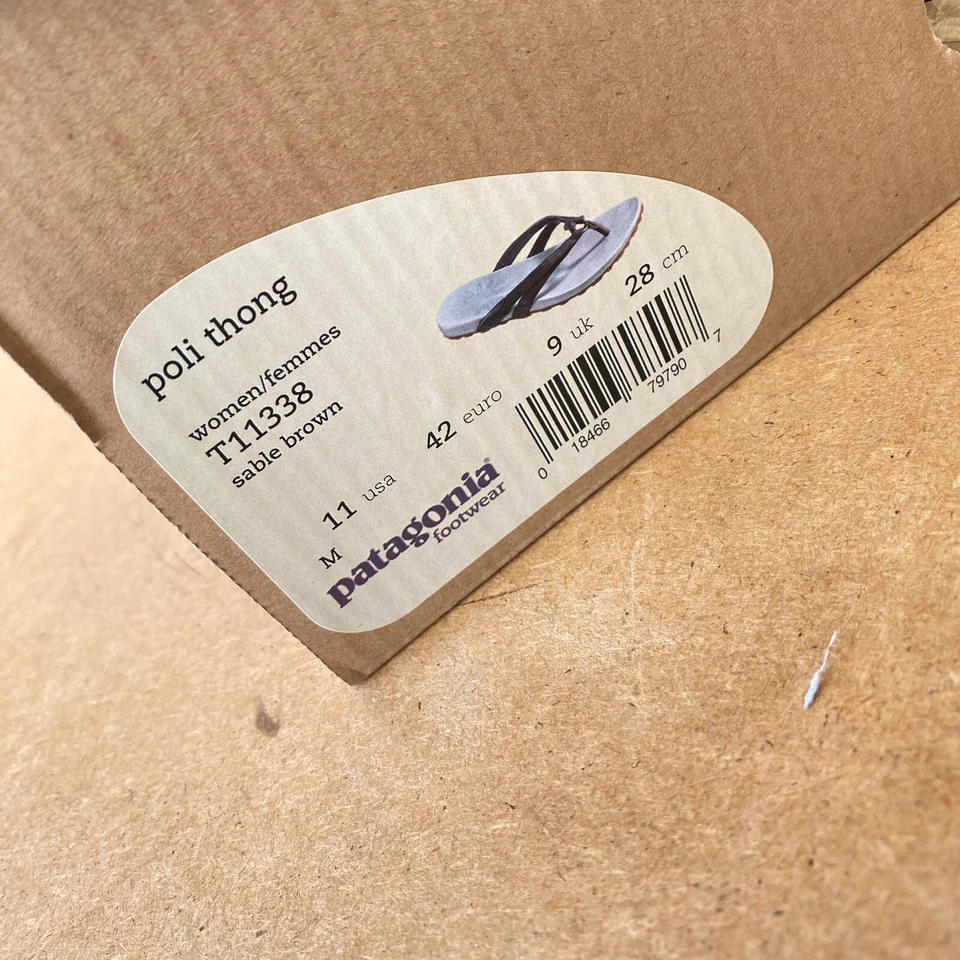 poli thong
women/femmes
T11338
sable brown
11 usa 42 euro 9 uk 28 cm
M
patagonia®
footwear
0 18466 79790 7